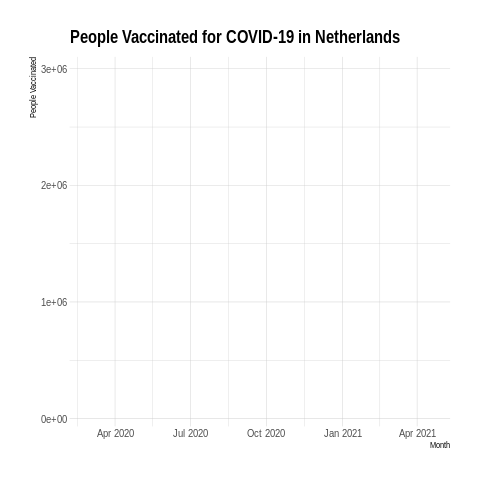 People Vaccinated for COVID-19 in Netherlands
People Vaccinated
3e+06
2e+06
1e+06
0e+00
Apr 2020 Jul 2020 Oct 2020 Jan 2021 Apr 2021
Month